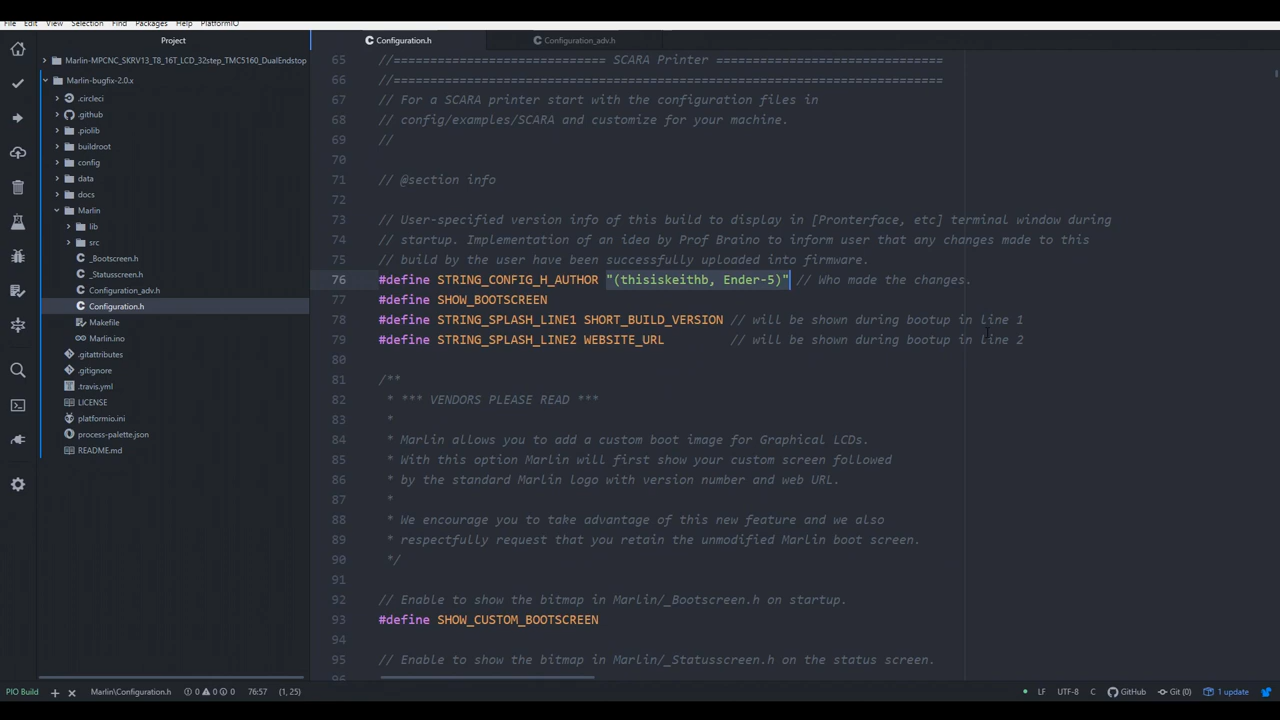 File Edit View Selection Find Packages Help PlatformIO
Project
Marlin-MPCNC_SKRV13_T8_16T_LCD_32step_TMC5160_DualEndstop
Marlin-bugfix-2.0.x
.circleci
.github
.piolib
buildroot
config
data
docs
Marlin
lib
src
_Bootscreen.h
_Statusscreen.h
Configuration_adv.h
Configuration.h
Makefile
Marlin.ino
.gitattributes
.gitignore
.travis.yml
LICENSE
platformio.ini
process-palette.json
README.md
Configuration.h Configuration_adv.h
65 //============================ SCARA Printer ===============================
66 //==========================================================================
67 // For a SCARA printer start with the configuration files in
68 // config/examples/SCARA and customize for your machine.
69 //
70
71 // @section info
72
73 // User-specified version info of this build to display in [Pronterface, etc] terminal window during
74 // startup. Implementation of an idea by Prof Braino to inform user that any changes made to this
75 // build by the user have been successfully uploaded into firmware.
76 #define STRING_CONFIG_H_AUTHOR "(thisiskeithb, Ender-5)" // Who made the changes.
77 #define SHOW_BOOTSCREEN
78 #define STRING_SPLASH_LINE1 SHORT_BUILD_VERSION // will be shown during bootup in line 1
79 #define STRING_SPLASH_LINE2 WEBSITE_URL // will be shown during bootup in line 2
80
81 /**
82 * *** VENDORS PLEASE READ ***
83 *
84 * Marlin allows you to add a custom boot image for Graphical LCDs.
85 * With this option Marlin will first show your custom screen followed
86 * by the standard Marlin logo with version number and web URL.
87 *
88 * We encourage you to take advantage of this new feature and we also
89 * respectfully request that you retain the unmodified Marlin boot screen.
90 */
91
92 // Enable to show the bitmap in Marlin/_Bootscreen.h on startup.
93 #define SHOW_CUSTOM_BOOTSCREEN
94
95 // Enable to show the bitmap in Marlin/_Statusscreen.h on the status screen.
PIO Build + × Marlin\Configuration.h 0 0 0 76:57 (1, 25) LF UTF-8 C GitHub Git (0) 1 update